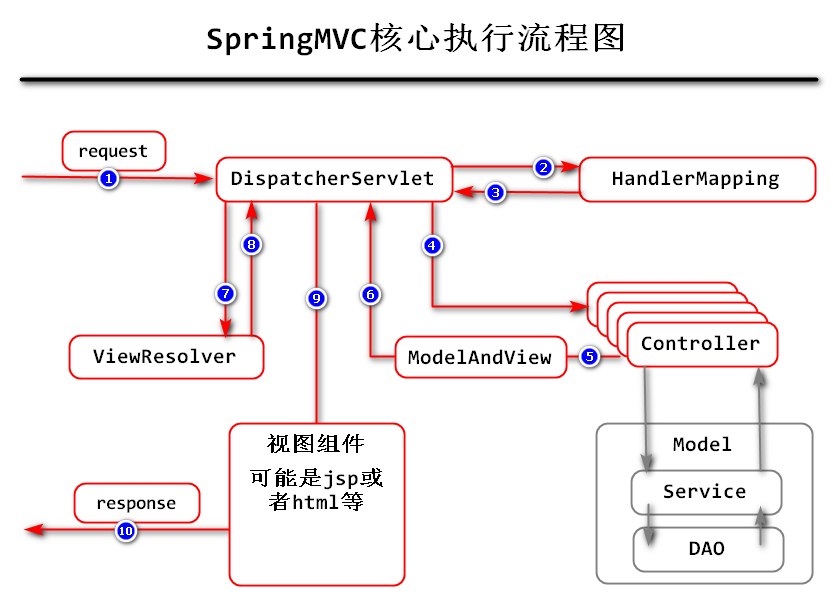 SpringMVC核心执行流程图
request
1
DispatcherServlet
2
3
HandlerMapping
4
5
6
7
8
9
ViewResolver
ModelAndView
Controller
视图组件
可能是jsp或
者html等
Model
Service
DAO
response
10